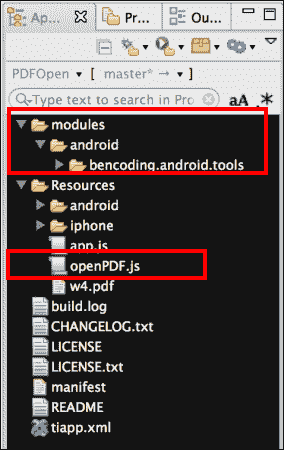 Ap...
Pr...
Ou...
PDFOpen ▾ [ master* → ▾ ]
Type text to search in Pro
aA .*
modules
android
bencoding.android.tools
Resources
android
iphone
app.js
openPDF.js
w4.pdf
build.log
CHANGELOG.txt
LICENSE
LICENSE.txt
manifest
README
tiapp.xml